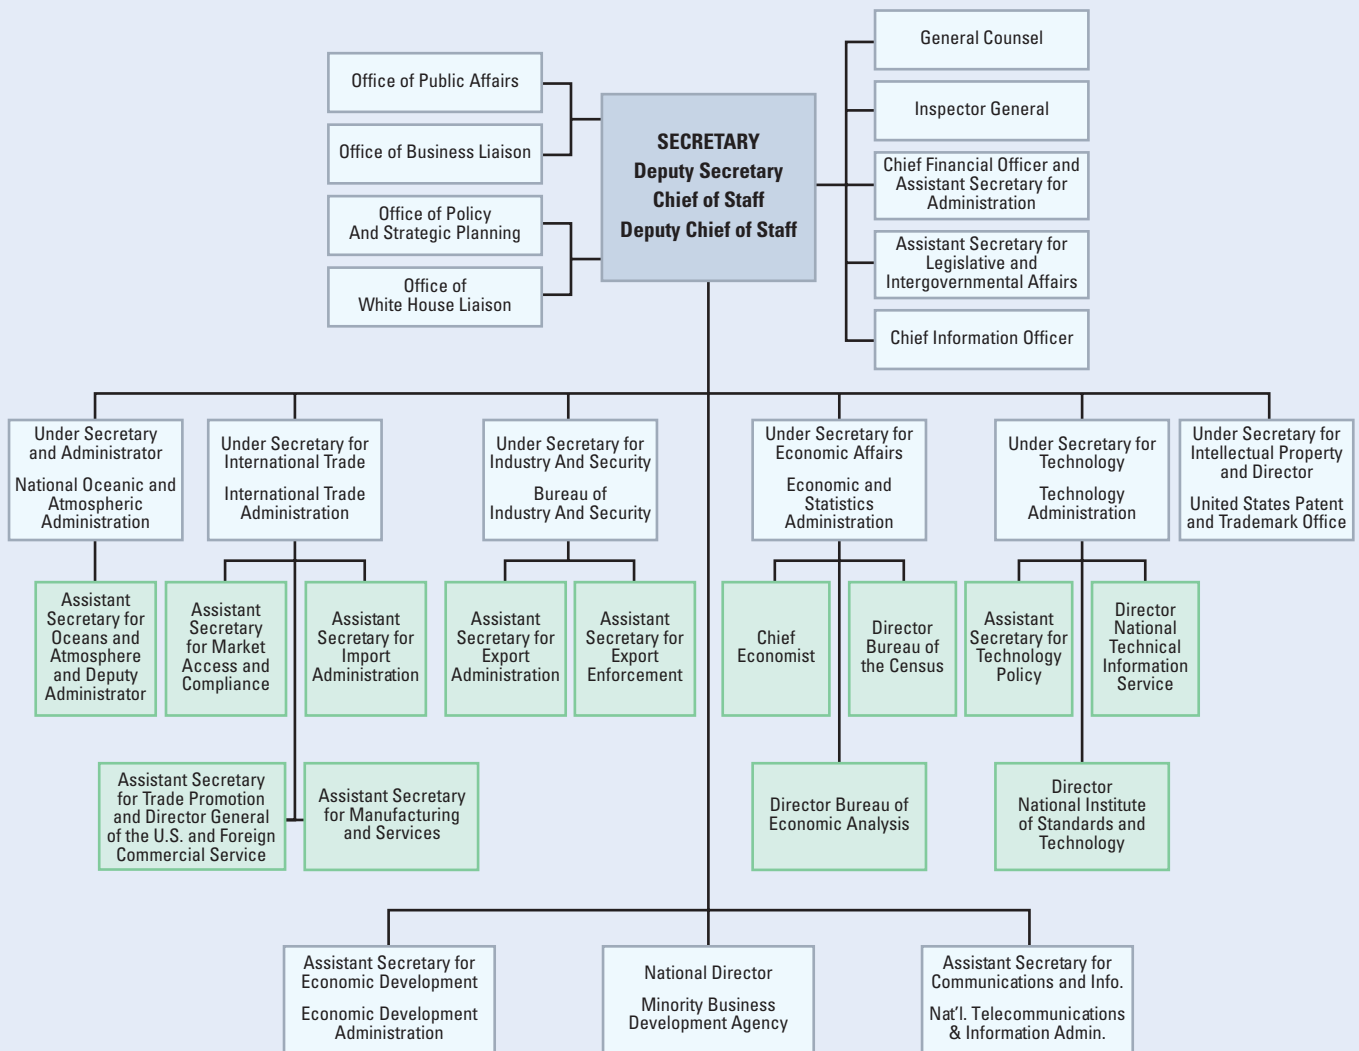 General Counsel
Office of Public Affairs
Inspector General
SECRETARY
Deputy Secretary
Chief of Staff
Deputy Chief of Staff
Office of Business Liaison
Chief Financial Officer and
Assistant Secretary for
Administration
Office of Policy
And Strategic Planning
Assistant Secretary for
Legislative and
Intergovernmental Affairs
Office of
White House Liaison
Chief Information Officer
Under Secretary
and Administrator
National Oceanic and
Atmospheric
Administration
Under Secretary for
International Trade
International Trade
Administration
Under Secretary for
Industry And Security
Bureau of
Industry And Security
Under Secretary for
Economic Affairs
Economic and
Statistics
Administration
Under Secretary for
Technology
Technology
Administration
Under Secretary for
Intellectual Property
and Director
United States Patent
and Trademark Office
Assistant
Secretary for
Oceans and
Atmosphere
and Deputy
Administrator
Assistant
Secretary
for Market
Access and
Compliance
Assistant
Secretary for
Import
Administration
Assistant
Secretary for
Export
Administration
Assistant
Secretary for
Export
Enforcement
Chief
Economist
Director
Bureau of
the Census
Assistant
Secretary for
Technology
Policy
Director
National
Technical
Information
Service
Assistant Secretary
for Trade Promotion
and Director General
of the U.S. and Foreign
Commercial Service
Assistant Secretary
for Manufacturing
and Services
Director Bureau of
Economic Analysis
Director
National Institute
of Standards and
Technology
Assistant Secretary for
Economic Development
Economic Development
Administration
National Director
Minority Business
Development Agency
Assistant Secretary for
Communications and Info.
Nat'l. Telecommunications
& Information Admin.